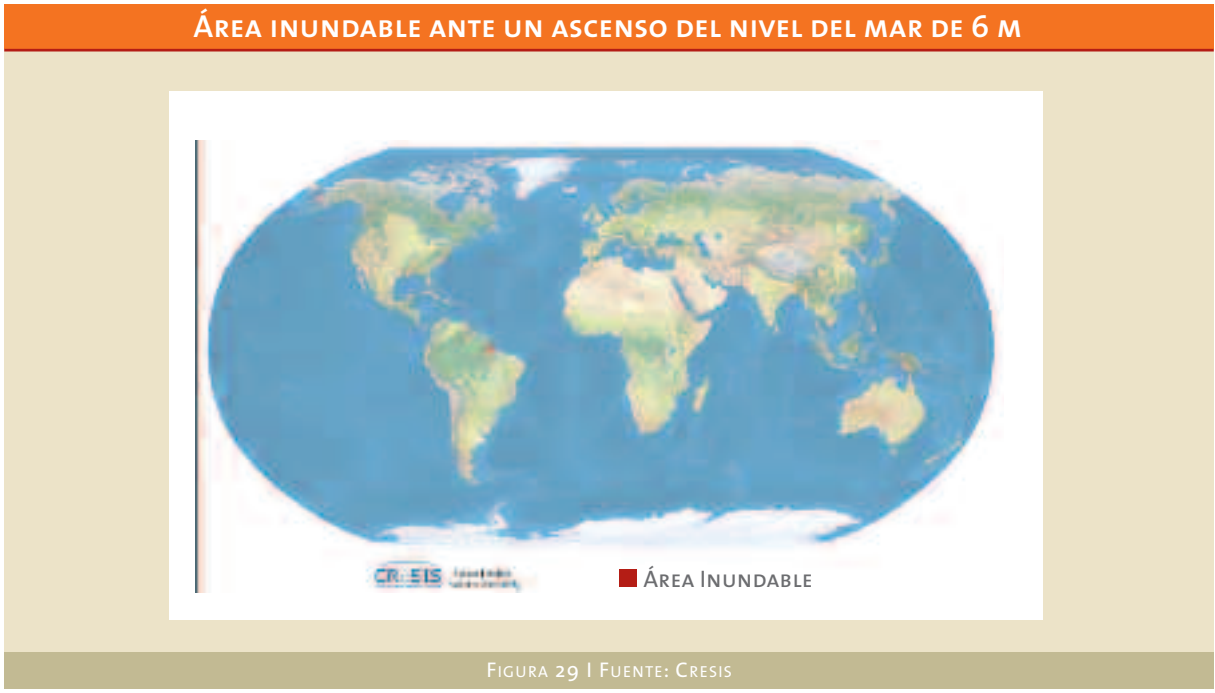 Área inundable ante un ascenso del nivel del mar de 6 m
CReSIS
Área Inundable
Figura 29 I Fuente: Cresis